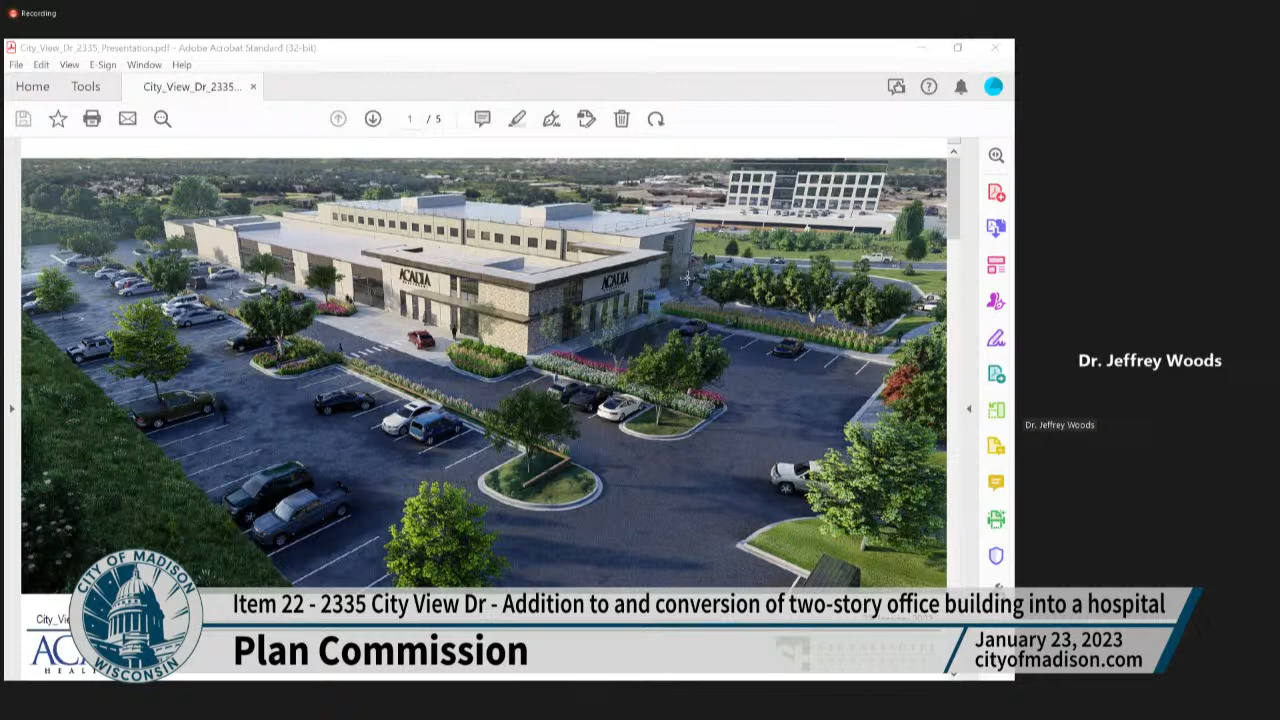 Recording
City_View_Dr_2335_Presentation.pdf - Adobe Acrobat Standard (32-bit)
File Edit View E-Sign Window Help
Home Tools City_View_Dr_2335... ×
1 / 5
ACADIA
ACADIA
Dr. Jeffrey Woods
Dr. Jeffrey Woods
CITY OF MADISON
WISCONSIN
Item 22 - 2335 City View Dr - Addition to and conversion of two-story office building into a hospital
Plan Commission
January 23, 2023
cityofmadison.com